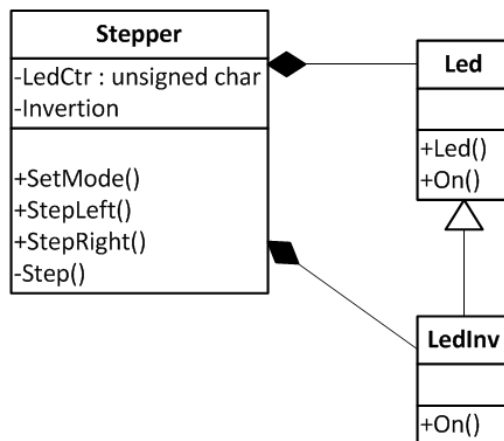 Stepper
-LedCtr : unsigned char
-Invertion
+SetMode()
+StepLeft()
+StepRight()
-Step()
Led
+Led()
+On()
LedInv
+On()